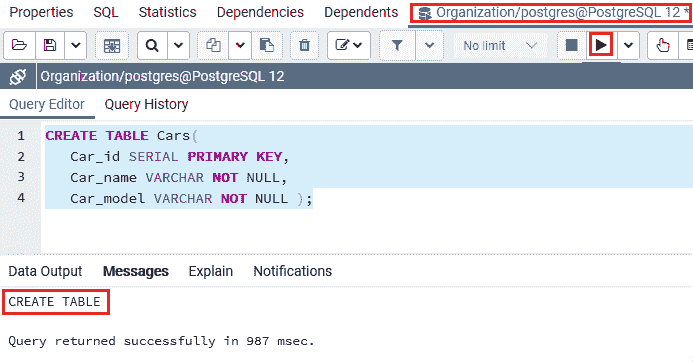 Properties SQL Statistics Dependencies Dependents Organization/postgres@PostgreSQL 12 *
No limit
Organization/postgres@PostgreSQL 12
Query Editor Query History
1 CREATE TABLE Cars(
2 Car_id SERIAL PRIMARY KEY,
3 Car_name VARCHAR NOT NULL,
4 Car_model VARCHAR NOT NULL );
Data Output Messages Explain Notifications
CREATE TABLE
Query returned successfully in 987 msec.